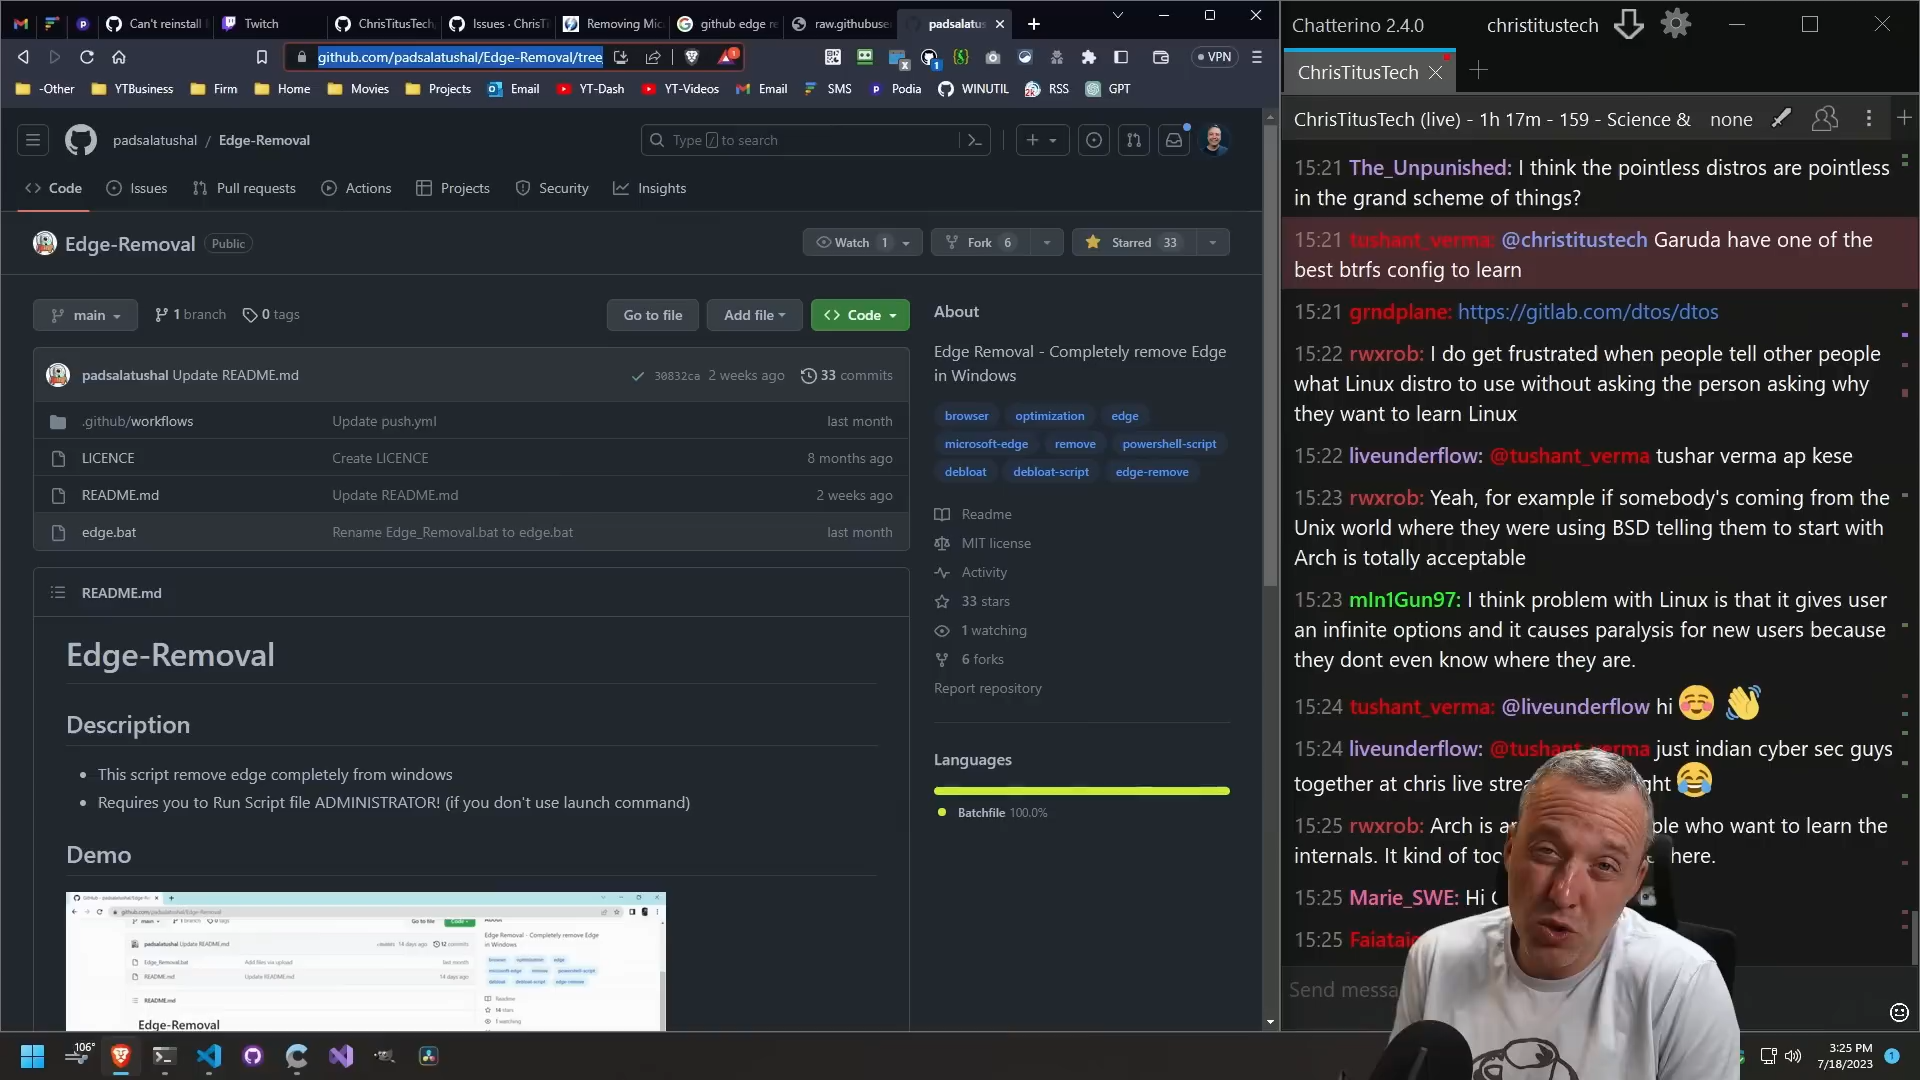 Can't reinstall
Twitch
ChrisTitusTech
Issues · ChrisT
Removing Mic
github edge re
raw.githubuse
padsalatus
github.com/padsalatushal/Edge-Removal/tree
1
VPN
-Other
YTBusiness
Firm
Home
Movies
Projects
Email
YT-Dash
YT-Videos
Email
SMS
Podia
WINUTIL
RSS
GPT
padsalatushal / Edge-Removal
Type / to search
Code
Issues
Pull requests
Actions
Projects
Security
Insights
Edge-Removal
Public
Watch 1
Fork 6
Starred 33
main
1 branch
0 tags
Go to file
Add file
Code
padsalatushal Update README.md
30832ca 2 weeks ago
33 commits
.github/workflows
Update push.yml
last month
LICENCE
Create LICENCE
8 months ago
README.md
Update README.md
2 weeks ago
edge.bat
Rename Edge_Removal.bat to edge.bat
last month
README.md
Edge-Removal
Description
This script remove edge completely from windows
Requires you to Run Script file ADMINISTRATOR! (if you don't use launch command)
Demo
Edge-Removal
About
Edge Removal - Completely remove Edge
in Windows
browser
optimization
edge
microsoft-edge
remove
powershell-script
debloat
debloat-script
edge-remove
Readme
MIT license
Activity
33 stars
1 watching
6 forks
Report repository
Languages
Batchfile 100.0%
Chatterino 2.4.0
christitustech
ChrisTitusTech
ChrisTitusTech (live) - 1h 17m - 159 - Science &
none
15:21 The_Unpunished: I think the pointless distros are pointless
in the grand scheme of things?
15:21 tushant_verma: @christitustech Garuda have one of the
best btrfs config to learn
15:21 grndplane: https://gitlab.com/dtos/dtos
15:22 rwxrob: I do get frustrated when people tell other people
what Linux distro to use without asking the person asking why
they want to learn Linux
15:22 liveunderflow: @tushant_verma tushar verma ap kese
15:23 rwxrob: Yeah, for example if somebody's coming from the
Unix world where they were using BSD telling them to start with
Arch is totally acceptable
15:23 mIn1Gun97: I think problem with Linux is that it gives user
an infinite options and it causes paralysis for new users because
they dont even know where they are.
15:24 tushant_verma: @liveunderflow hi
15:24 liveunderflow: @tushant_verma just indian cyber sec guys
together at chris live
15:25 rwxrob: Arch is
who want to learn the
internals. It kind of
here.
15:25 Marie_SWE: Hi
15:25
Send
106°
3:25 PM
7/18/2023
1